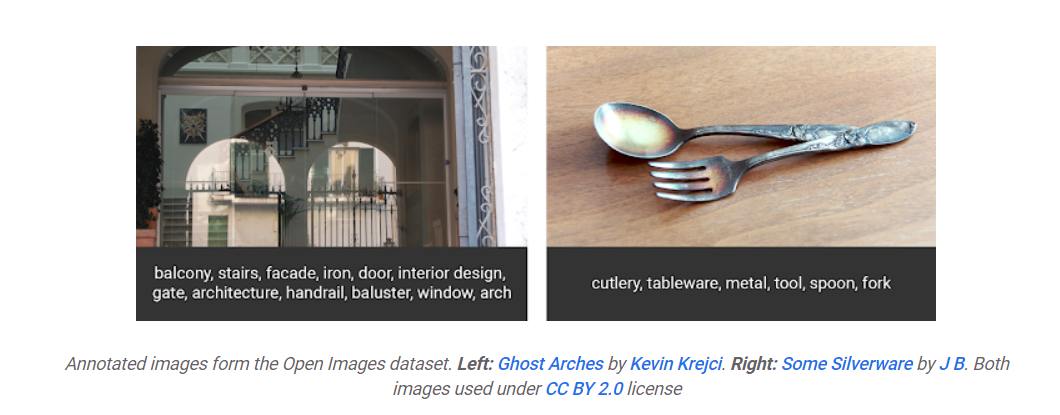 balcony, stairs, facade, iron, door, interior design,
gate, architecture, handrail, baluster, window, arch
cutlery, tableware, metal, tool, spoon, fork
Annotated images form the Open Images dataset. Left: Ghost Arches by Kevin Krejci. Right: Some Silverware by J B. Both
images used under CC BY 2.0 license